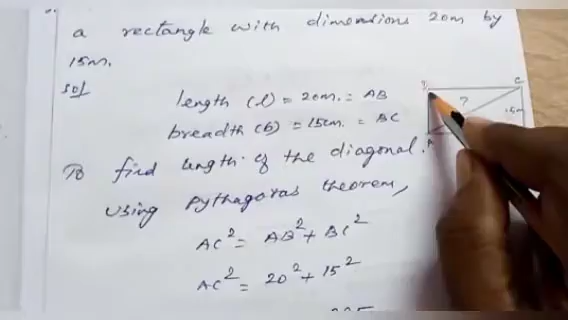 a rectangle with dimensions 20m by
15m.
Sol
length (l) = 20m. = AB
breadth (b) = 15m. = BC
C
?
15m
A
To find length of the diagonal.
using pythagoras theorem,
AC² = AB² + BC²
AC² = 20² + 15²